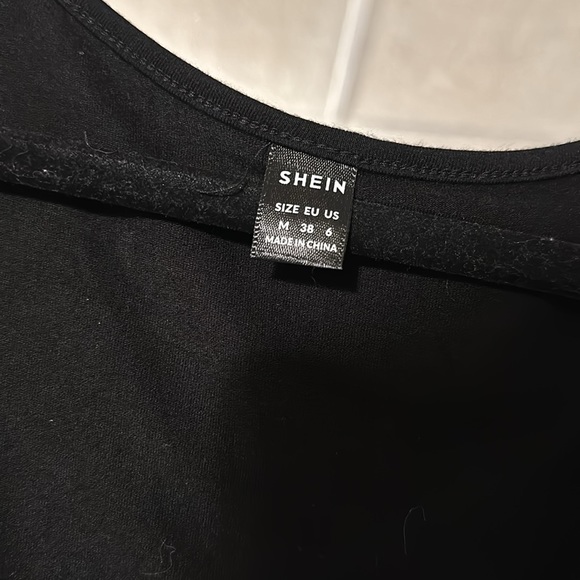 SHEIN
SIZE EU US
M 38 6
MADE IN CHINA